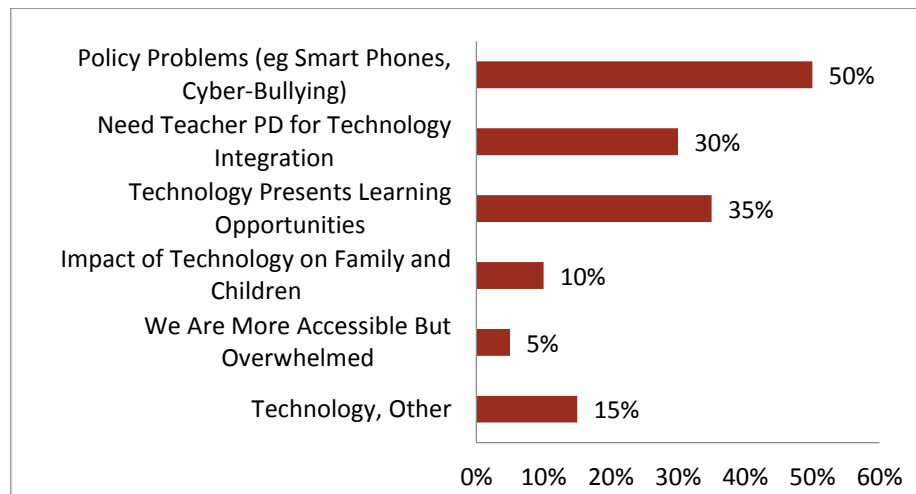 Policy Problems (eg Smart Phones,
Cyber-Bullying)
50%
Need Teacher PD for Technology
Integration
30%
Technology Presents Learning
Opportunities
35%
Impact of Technology on Family and
Children
10%
We Are More Accessible But
Overwhelmed
5%
Technology, Other
15%
0% 10% 20% 30% 40% 50% 60%